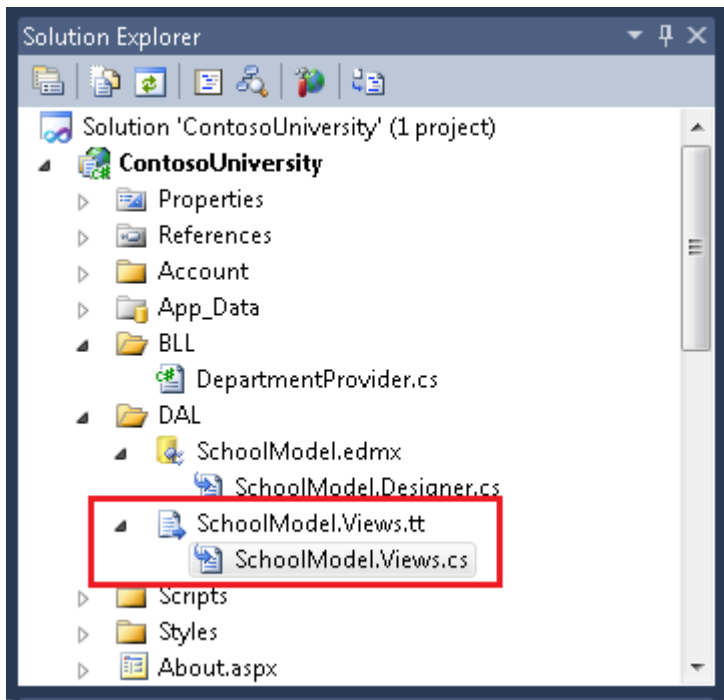 Solution Explorer
Solution 'ContosoUniversity' (1 project)
ContosoUniversity
Properties
References
Account
App_Data
BLL
DepartmentProvider.cs
DAL
SchoolModel.edmx
SchoolModel.Designer.cs
SchoolModel.Views.tt
SchoolModel.Views.cs
Scripts
Styles
About.aspx